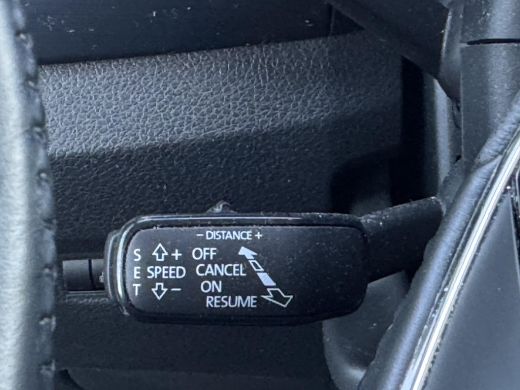 - DISTANCE +
S + OFF
E SPEED CANCEL
T - ON
RESUME